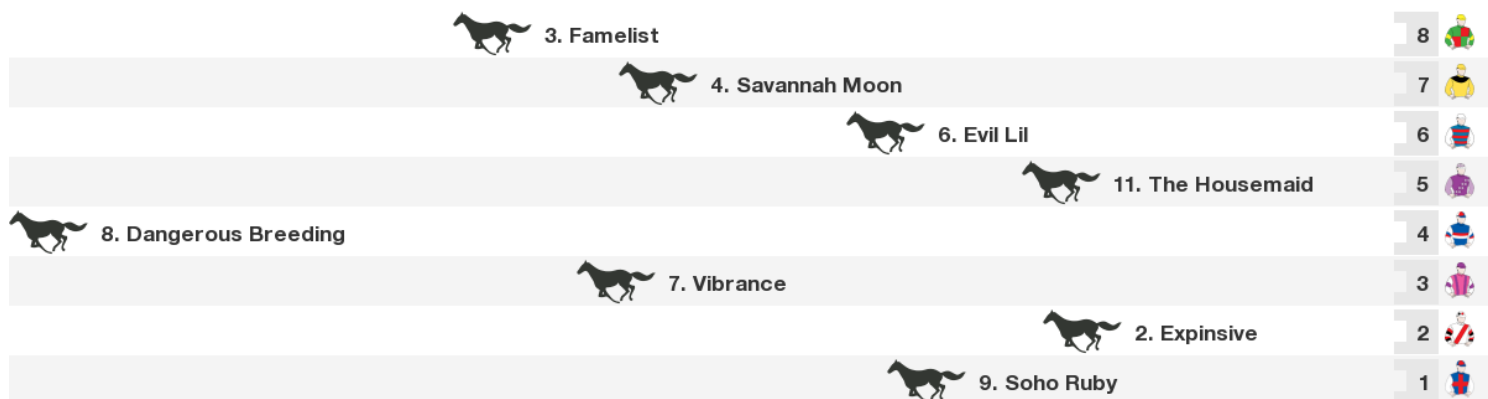 3. Famelist 8
4. Savannah Moon 7
6. Evil Lil 6
11. The Housemaid 5
8. Dangerous Breeding 4
7. Vibrance 3
2. Expinsive 2
9. Soho Ruby 1